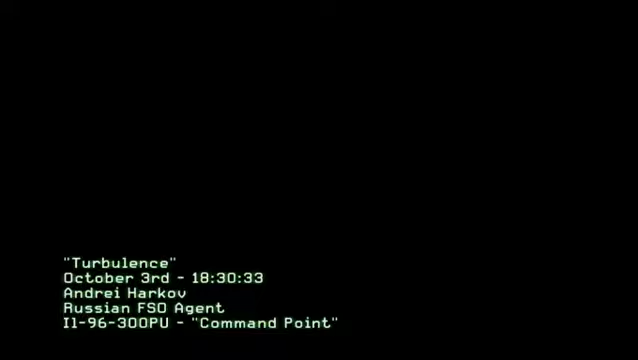 "Turbulence"
October 3rd - 18:30:33
Andrei Harkov
Russian FSO Agent
Il-96-300PU - "Command Point"